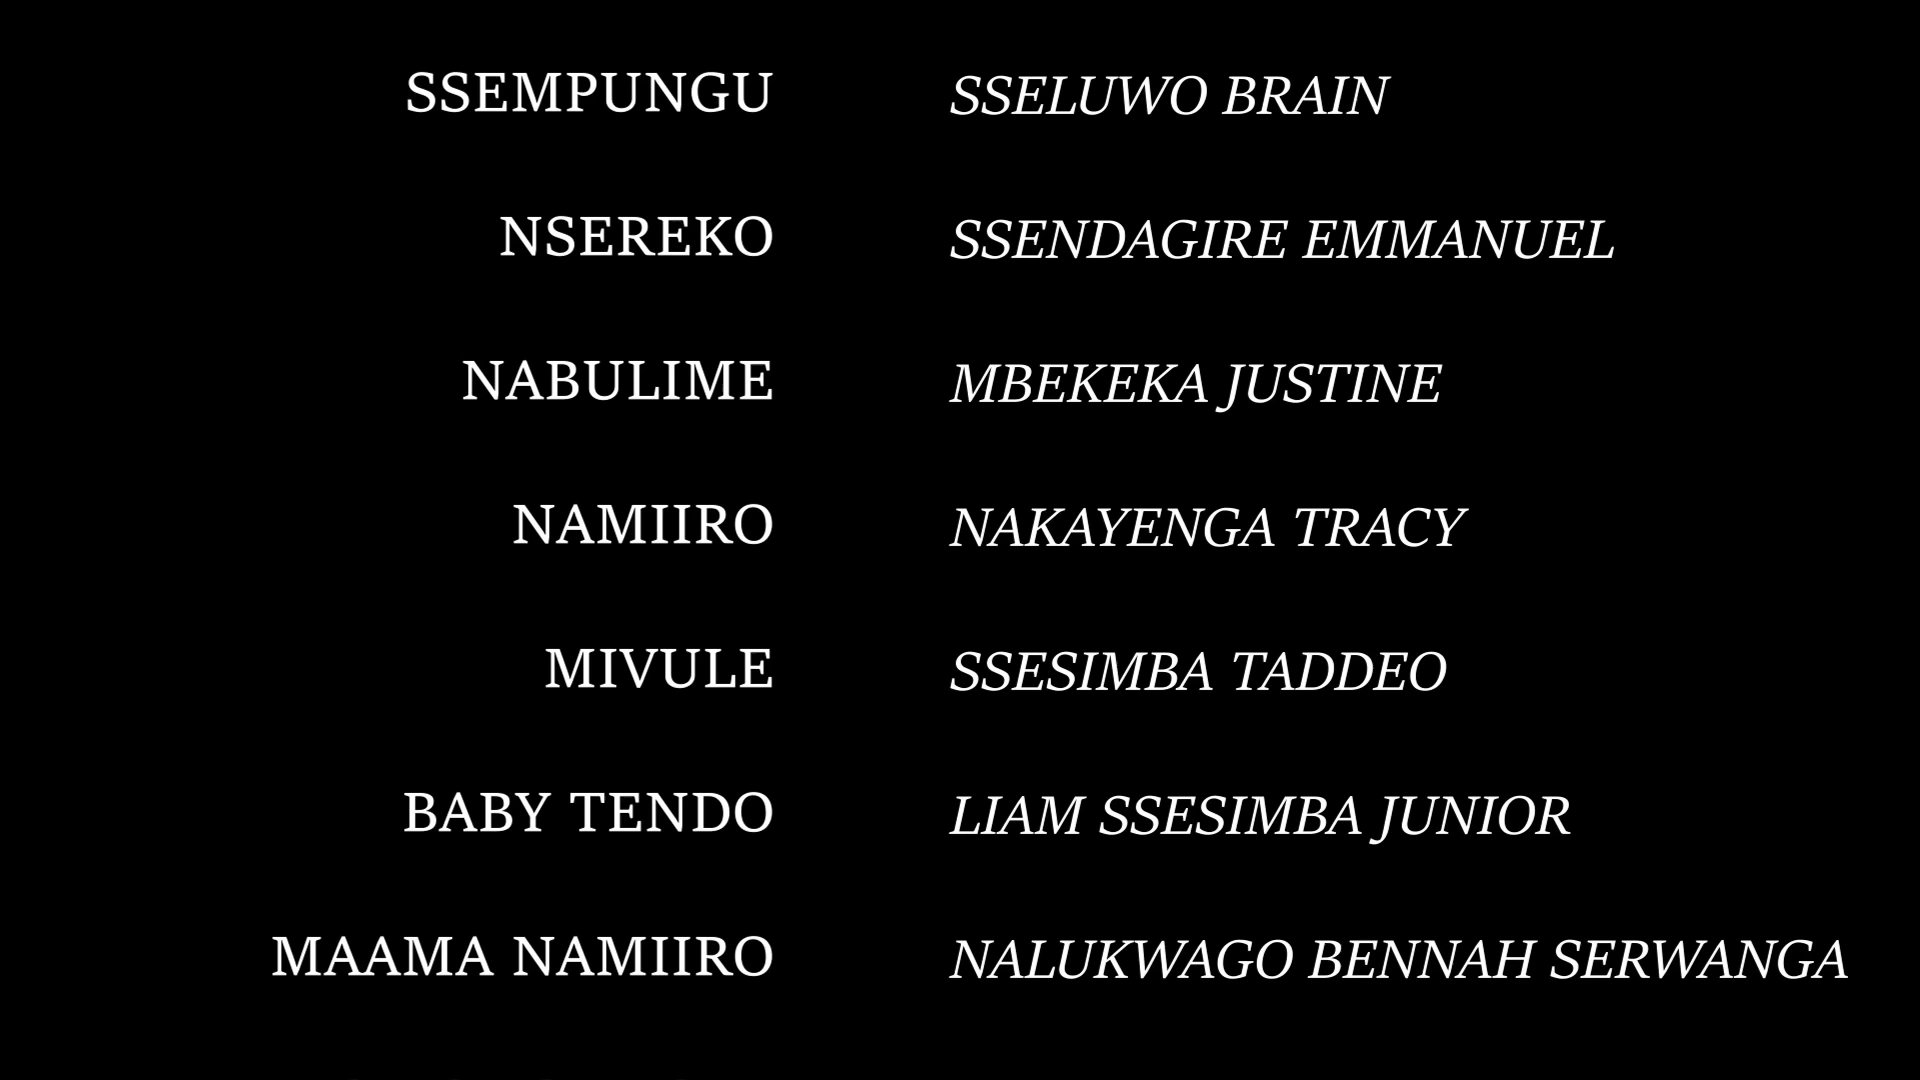 SSEMPUNGU SSELUWO BRAIN
NSEREKO SSENDAGIRE EMMANUEL
NABULIME MBEKEKA JUSTINE
NAMIIRO NAKAYENGA TRACY
MIVULE SSESIMBA TADDEO
BABY TENDO LIAM SSESIMBA JUNIOR
MAAMA NAMIIRO NALUKWAGO BENNAH SERWANGA